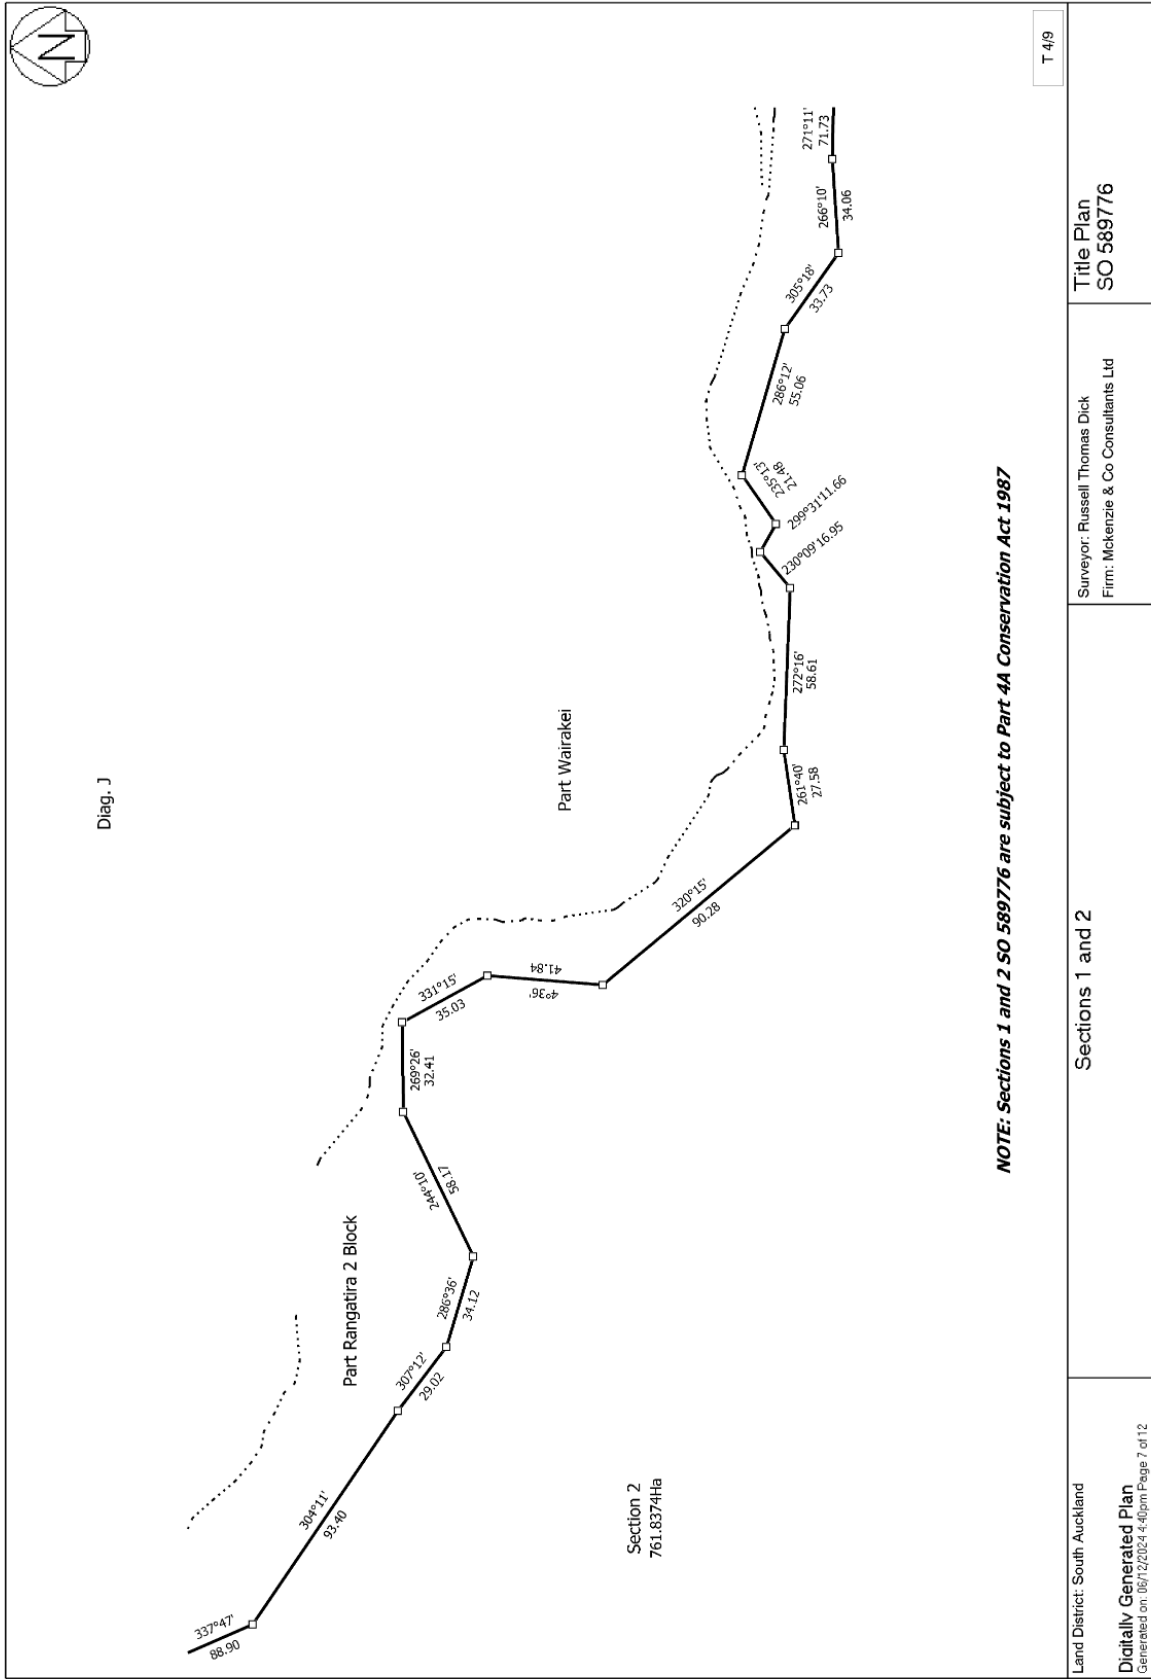 N
Diag. J
T 4/9
337°47'
88.90
304°11'
93.40
307°12'
29.02
286°36'
34.12
244°10'
58.17
269°26'
32.41
331°15'
35.03
4°36'
41.84
320°15'
90.28
261°40'
27.58
272°16'
58.61
230°09'16.95
299°31'11.66
235°13'
21.48
286°12'
55.06
305°18'
33.73
266°10'
34.06
271°11'
71.73
Part Rangatira 2 Block
Part Wairakei
Section 2
761.8374Ha
NOTE: Sections 1 and 2 SO 589776 are subject to Part 4A Conservation Act 1987
Land District: South Auckland
Digitally Generated Plan
Generated on: 06/12/2024 4:40pm Page 7 of 12
Sections 1 and 2
Surveyor: Russell Thomas Dick
Firm: Mckenzie & Co Consultants Ltd
Title Plan
SO 589776